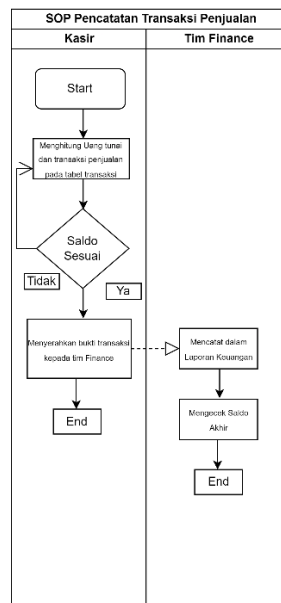 SOP Pencatatan Transaksi Penjualan
Kasir
Tim Finance
Start
Menghitung Uang tunai
dan transaksi penjualan
pada tabel transaksi
Saldo
Sesuai
Tidak
Ya
Menyerahkan bukti transaksi
kepada tim Finance
Mencatat dalam
Laporan Keuangan
End
Mengecek Saldo
Akhir
End